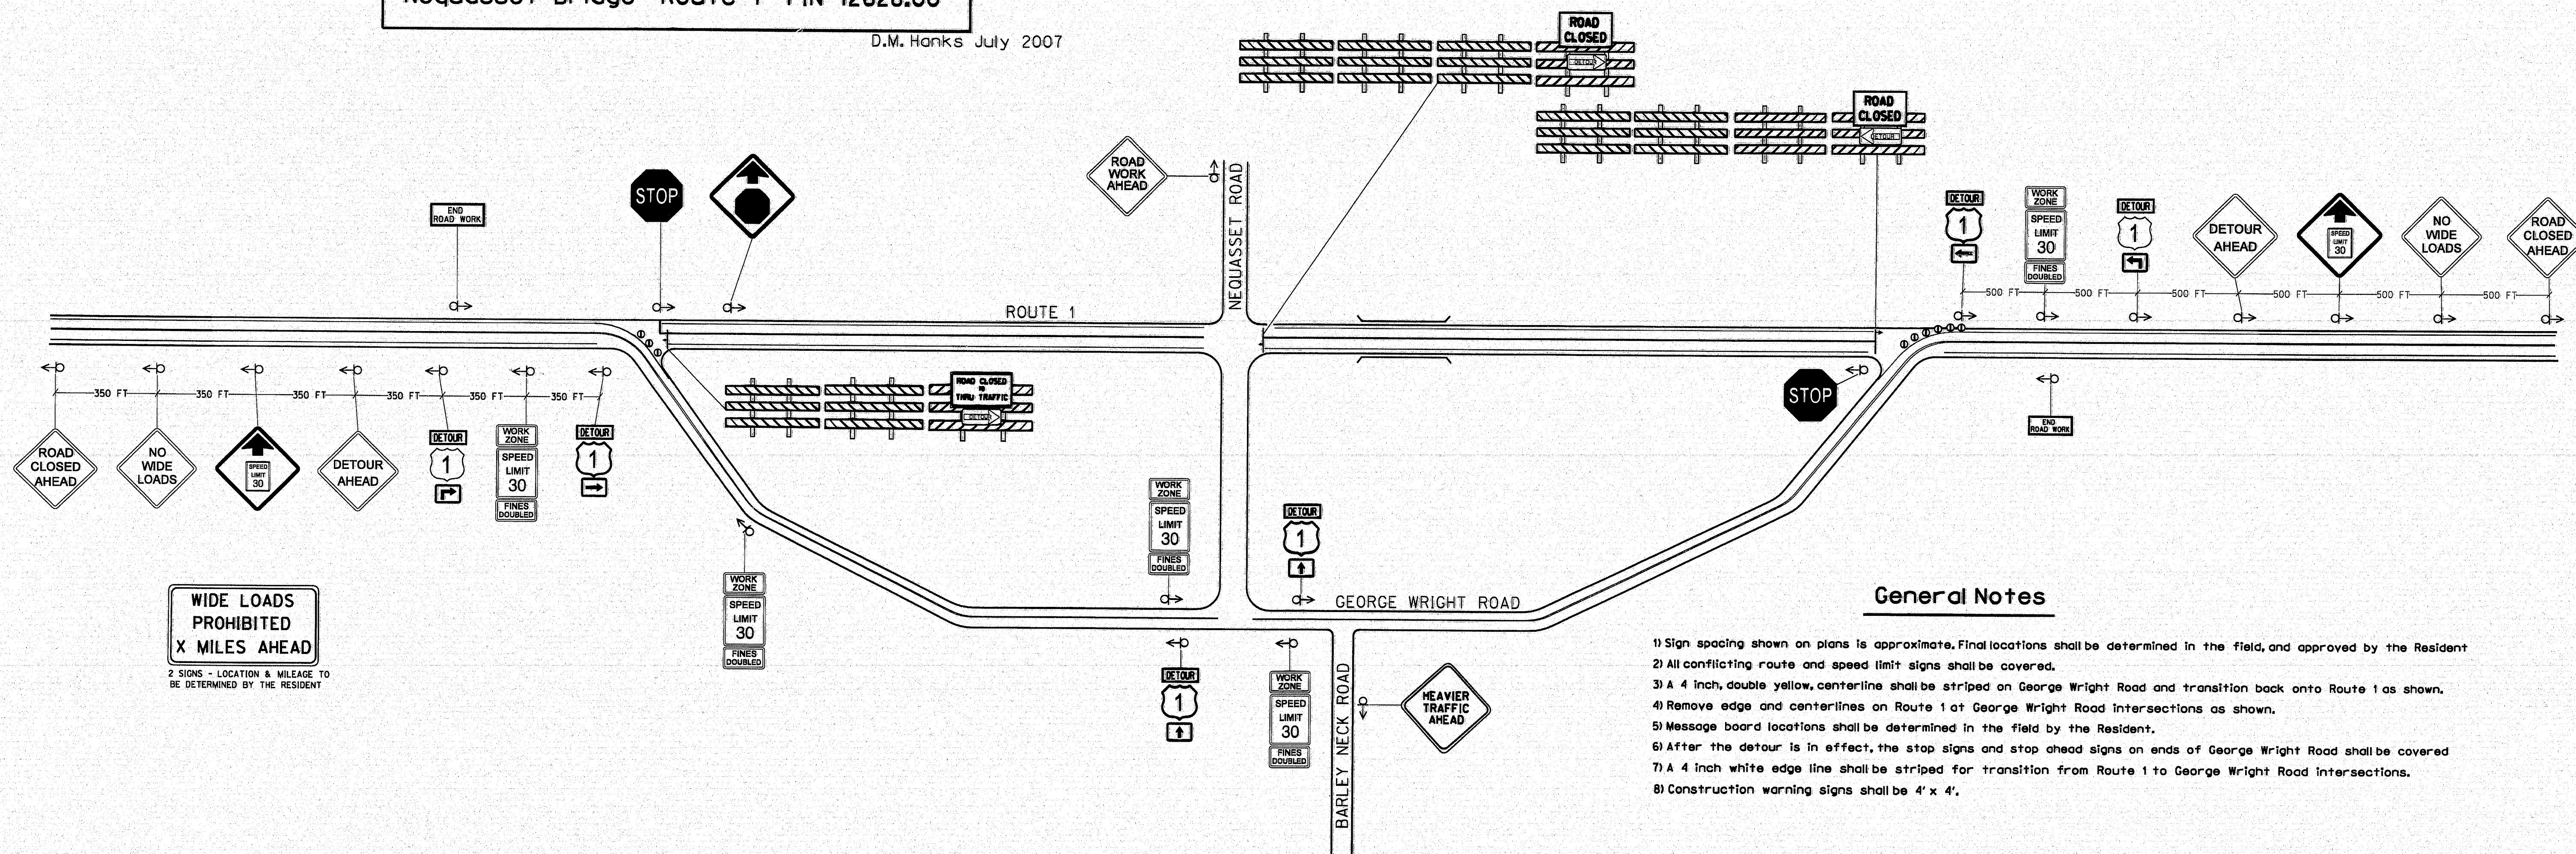 Nequasset Bridge Route 1 PIN 12628.00
D.M. Hanks July 2007
ROAD
CLOSED
DETOUR
ROAD
CLOSED
DETOUR
ROAD
WORK
AHEAD
NEQUASSET ROAD
STOP
END
ROAD WORK
ROUTE 1
DETOUR
1
WORK
ZONE
SPEED
LIMIT
30
FINES
DOUBLED
DETOUR
1
DETOUR
AHEAD
SPEED
LIMIT
30
NO
WIDE
LOADS
ROAD
CLOSED
AHEAD
500 FT
500 FT
500 FT
500 FT
500 FT
500 FT
350 FT
350 FT
350 FT
350 FT
350 FT
350 FT
ROAD
CLOSED
AHEAD
NO
WIDE
LOADS
SPEED
LIMIT
30
DETOUR
AHEAD
DETOUR
1
WORK
ZONE
SPEED
LIMIT
30
FINES
DOUBLED
DETOUR
1
ROAD CLOSED
TO
THRU TRAFFIC
DETOUR
STOP
END
ROAD WORK
WORK
ZONE
SPEED
LIMIT
30
FINES
DOUBLED
DETOUR
1
WORK
ZONE
SPEED
LIMIT
30
FINES
DOUBLED
GEORGE WRIGHT ROAD
WIDE LOADS
PROHIBITED
X MILES AHEAD
2 SIGNS - LOCATION & MILEAGE TO
BE DETERMINED BY THE RESIDENT
DETOUR
1
WORK
ZONE
SPEED
LIMIT
30
FINES
DOUBLED
BARLEY NECK ROAD
HEAVIER
TRAFFIC
AHEAD
General Notes
1) Sign spacing shown on plans is approximate. Final locations shall be determined in the field, and approved by the Resident
2) All conflicting route and speed limit signs shall be covered.
3) A 4 inch, double yellow, centerline shall be striped on George Wright Road and transition back onto Route 1 as shown.
4) Remove edge and centerlines on Route 1 at George Wright Road intersections as shown.
5) Message board locations shall be determined in the field by the Resident.
6) After the detour is in effect, the stop signs and stop ahead signs on ends of George Wright Road shall be covered
7) A 4 inch white edge line shall be striped for transition from Route 1 to George Wright Road intersections.
8) Construction warning signs shall be 4' x 4'.